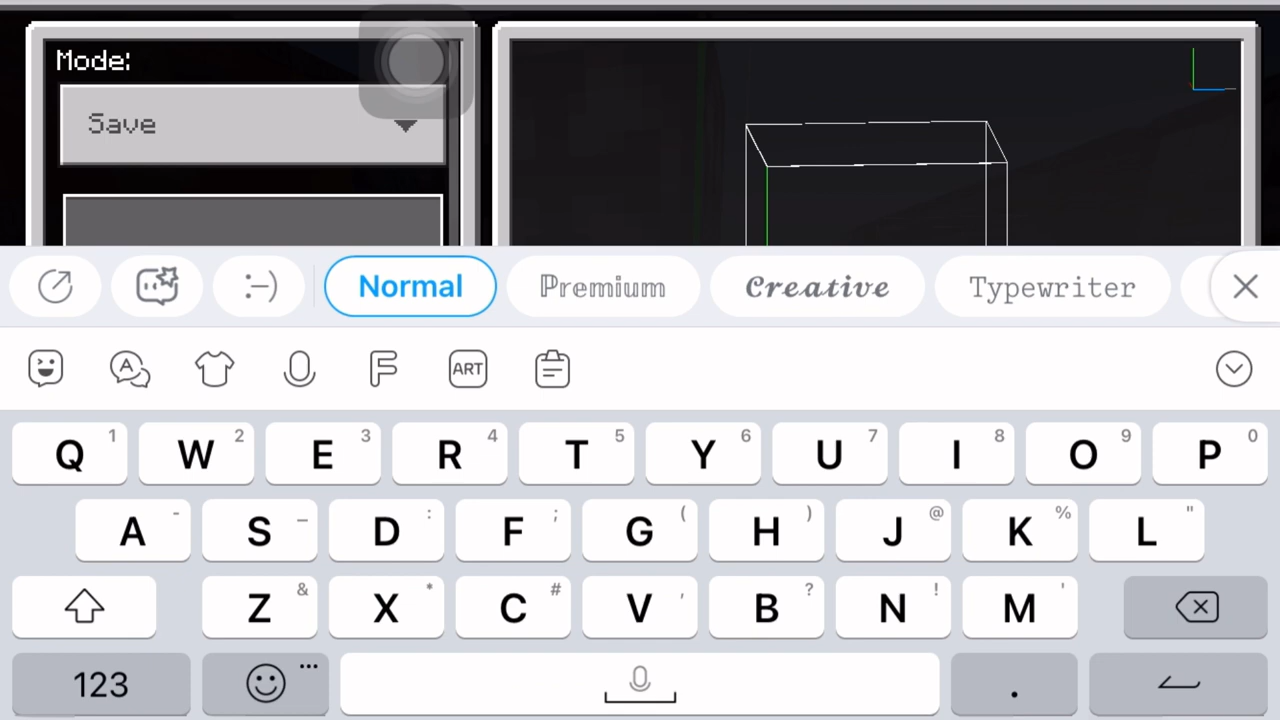 Mode:
Save
:-) Normal Premium Creative Typewriter
A F ART
Q 1 W 2 E 3 R 4 T 5 Y 6 U 7 I 8 O 9 P 0
A - S _ D : F ; G ( H ) J @ K % L "
Z & X * C # V , B ? N ! M '
123 .